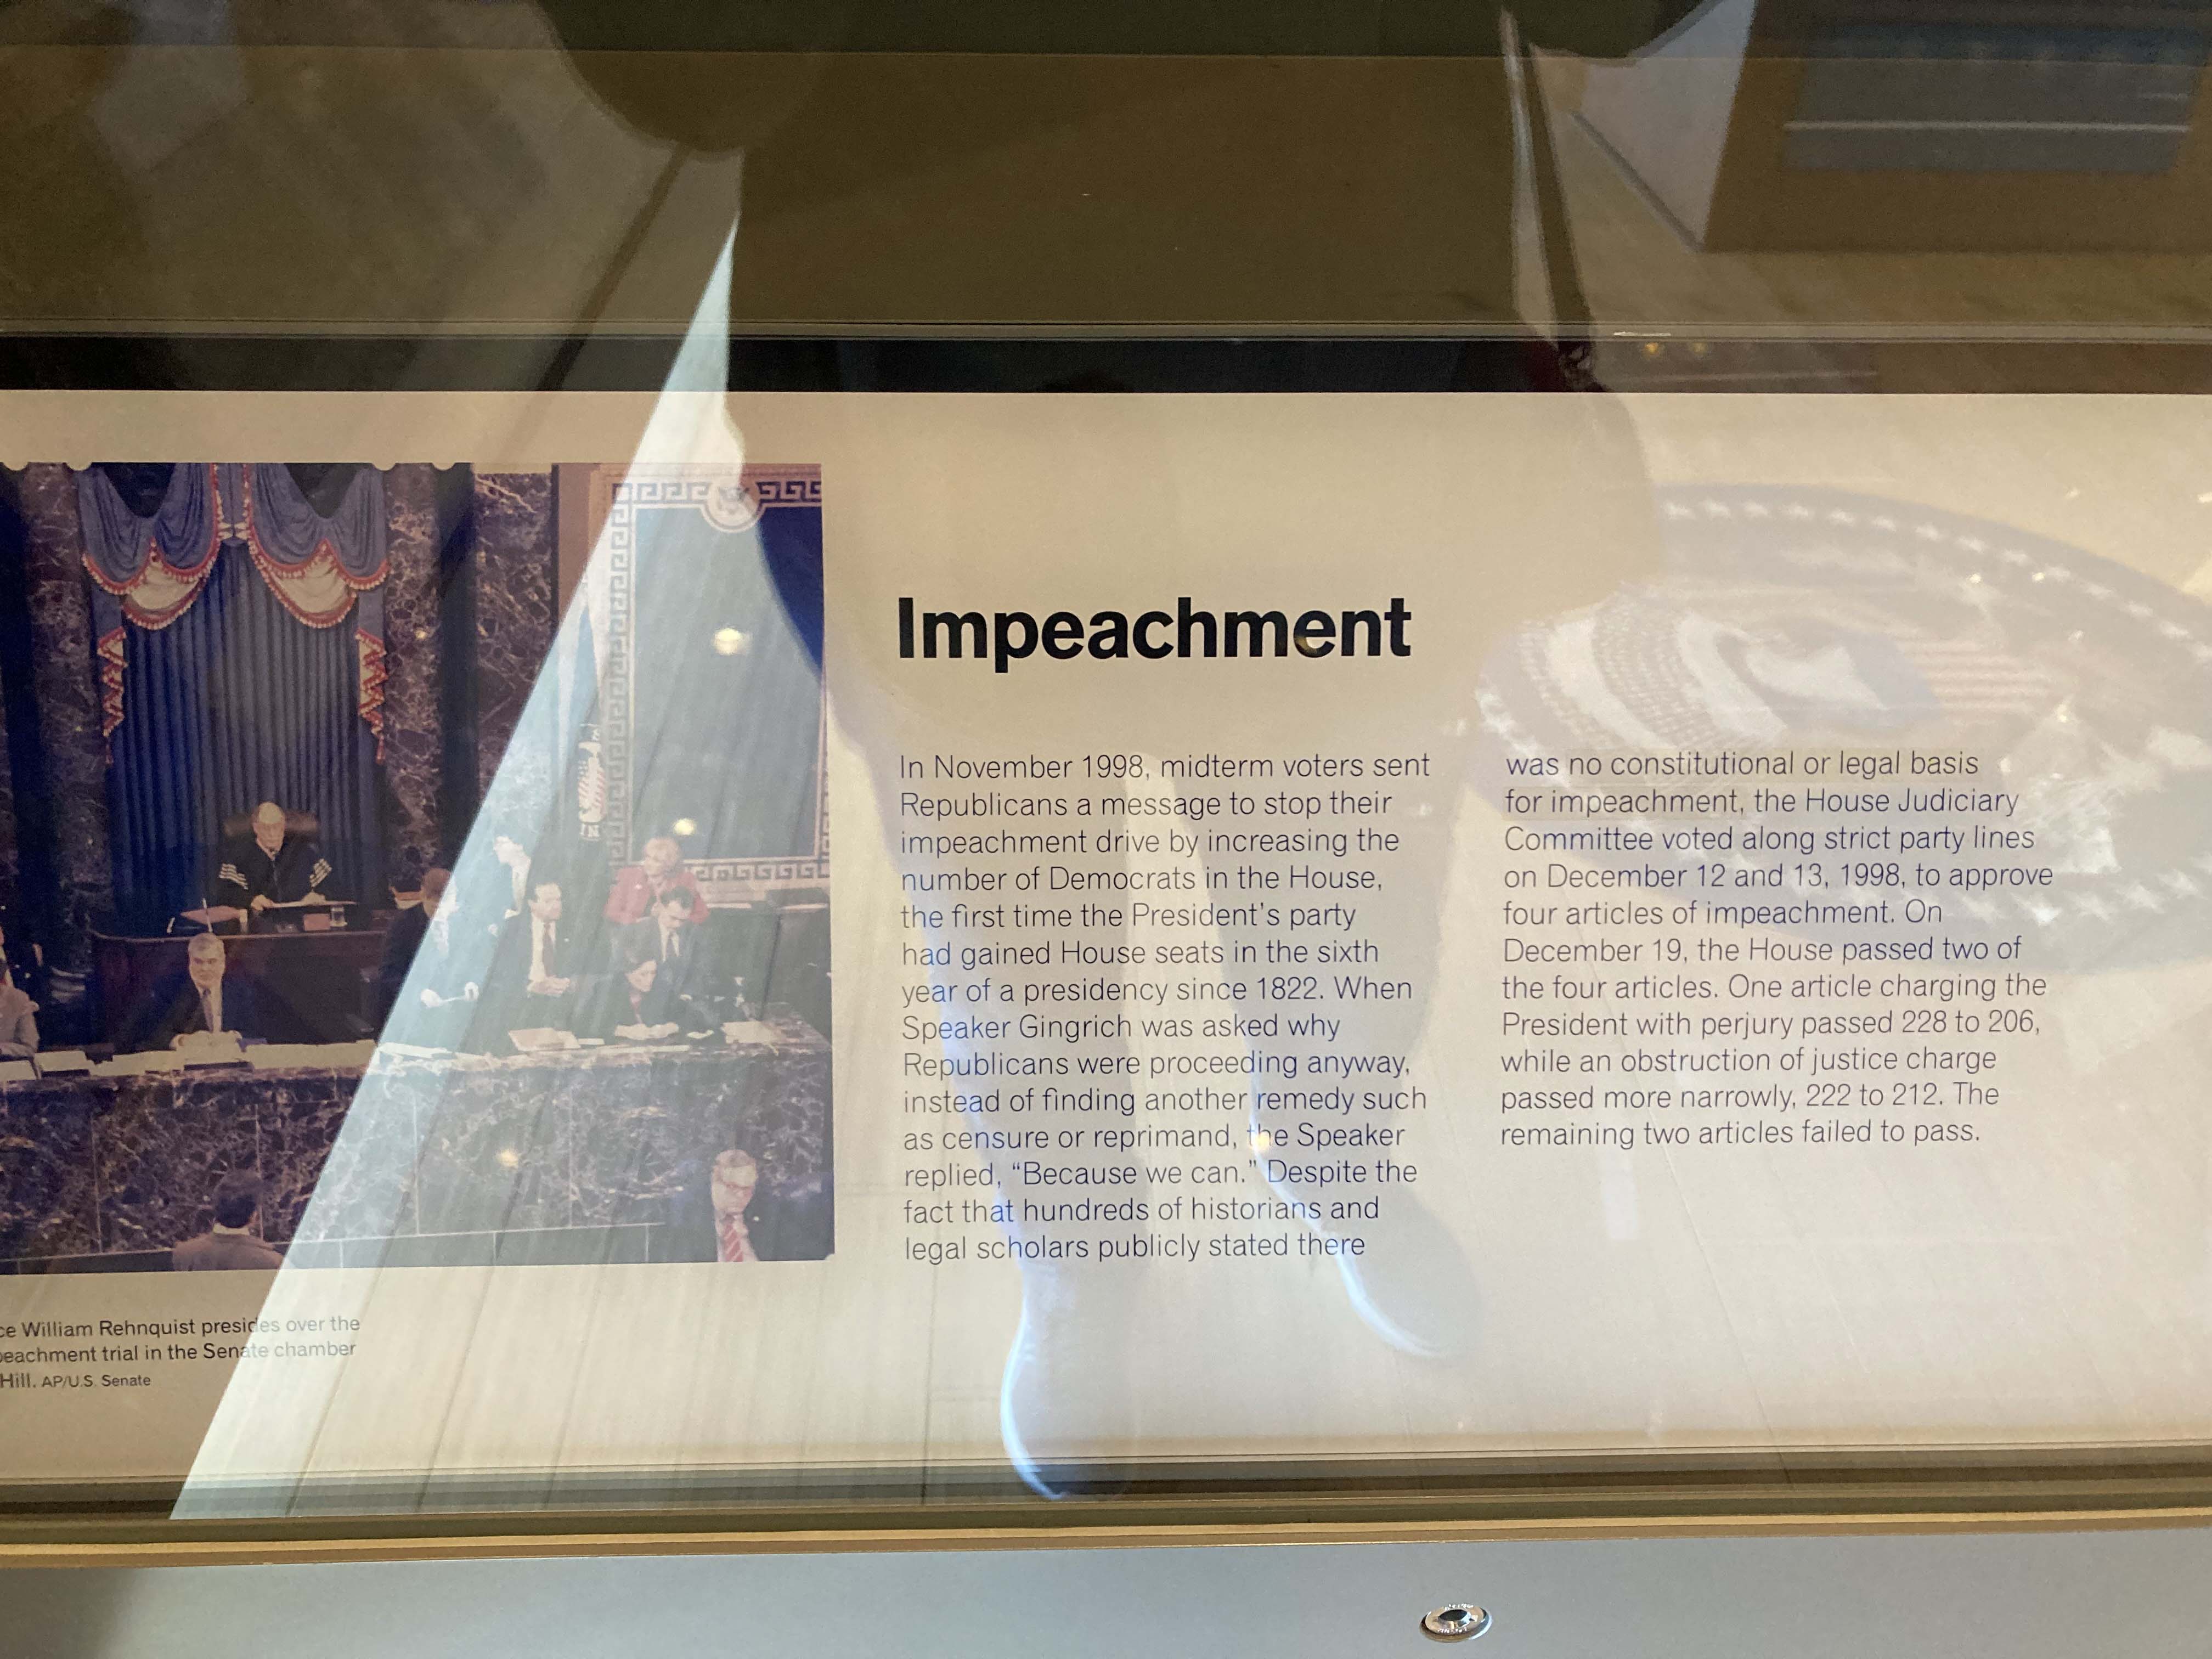 Impeachment
In November 1998, midterm voters sent
Republicans a message to stop their
impeachment drive by increasing the
number of Democrats in the House,
the first time the President's party
had gained House seats in the sixth
year of a presidency since 1822. When
Speaker Gingrich was asked why
Republicans were proceeding anyway,
instead of finding another remedy such
as censure or reprimand, the Speaker
replied, “Because we can.” Despite the
fact that hundreds of historians and
legal scholars publicly stated there
was no constitutional or legal basis
for impeachment, the House Judiciary
Committee voted along strict party lines
on December 12 and 13, 1998, to approve
four articles of impeachment. On
December 19, the House passed two of
the four articles. One article charging the
President with perjury passed 228 to 206,
while an obstruction of justice charge
passed more narrowly, 222 to 212. The
remaining two articles failed to pass.
ce William Rehnquist presides over the
peachment trial in the Senate chamber
Hill. AP/U.S. Senate